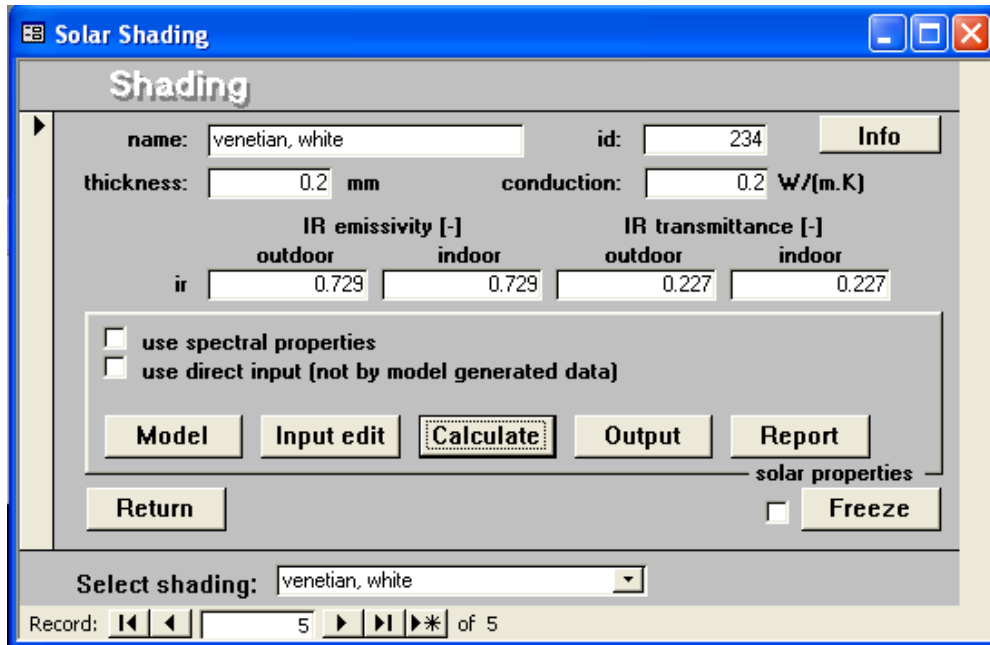 Solar Shading
Shading
name: venetian, white id: 234 Info
thickness: 0.2 mm conduction: 0.2 W/(m.K)
IR emissivity [-] IR transmittance [-]
outdoor indoor outdoor indoor
ir 0.729 0.729 0.227 0.227
use spectral properties
use direct input (not by model generated data)
Model Input edit Calculate Output Report
solar properties
Return Freeze
Select shading: venetian, white
Record: 5 of 5